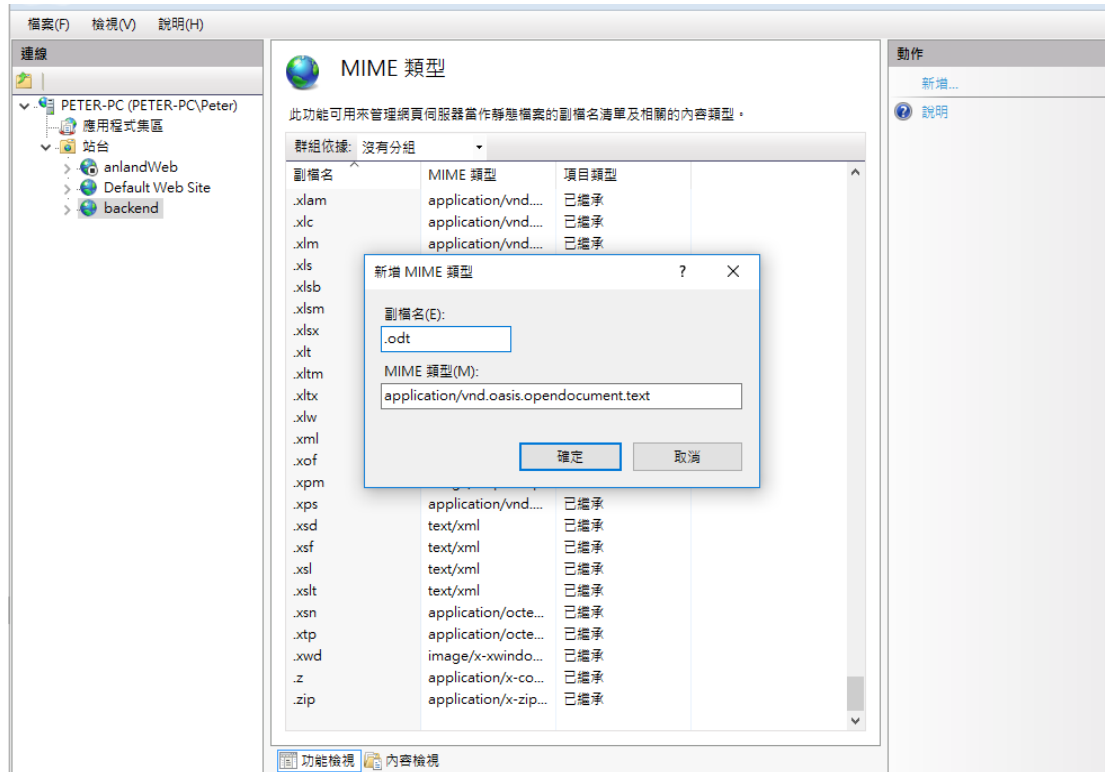 檔案(F) 檢視(V) 說明(H)
連線
PETER-PC (PETER-PC\Peter)
應用程式集區
站台
anlandWeb
Default Web Site
backend
MIME 類型
此功能可用來管理網頁伺服器當作靜態檔案的副檔名清單及相關的內容類型。
群組依據: 沒有分組
副檔名 MIME 類型 項目類型
.xlam application/vnd.... 已繼承
.xlc application/vnd.... 已繼承
.xlm application/vnd.... 已繼承
.xls
.xlsb
.xlsm
.xlsx
.xlt
.xltm
.xltx
.xlw
.xml
.xof
.xpm
.xps application/vnd.... 已繼承
.xsd text/xml 已繼承
.xsf text/xml 已繼承
.xsl text/xml 已繼承
.xslt text/xml 已繼承
.xsn application/octe... 已繼承
.xtp application/octe... 已繼承
.xwd image/x-xwindo... 已繼承
.z application/x-co... 已繼承
.zip application/x-zip... 已繼承
新增 MIME 類型 ?
副檔名(E):
.odt
MIME 類型(M):
application/vnd.oasis.opendocument.text
確定 取消
功能檢視 內容檢視
動作
新增...
說明